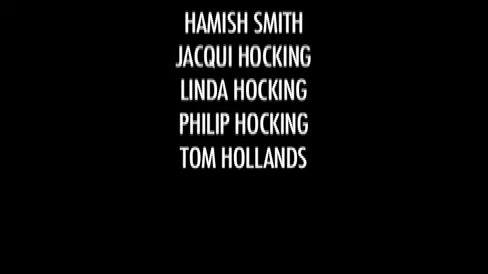 HAMISH SMITH
JACQUI HOCKING
LINDA HOCKING
PHILIP HOCKING
TOM HOLLANDS